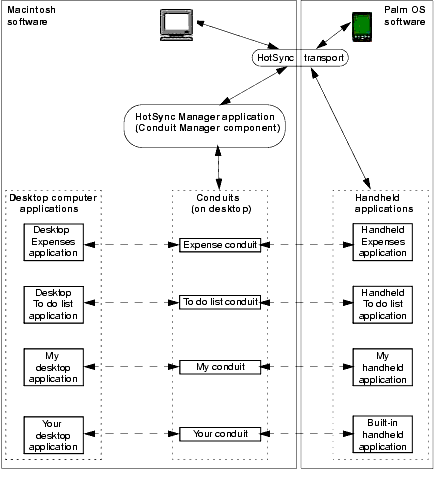 Macintosh
software
Palm OS
software
HotSync transport
HotSync Manager application
(Conduit Manager component)
Desktop computer
applications
Conduits
(on desktop)
Handheld
applications
Desktop
Expenses
application
Expense conduit
Handheld
Expenses
application
Desktop
To do list
application
To do list conduit
Handheld
To do list
application
My
desktop
application
My conduit
My
handheld
application
Your
desktop
application
Your conduit
Built-in
handheld
application